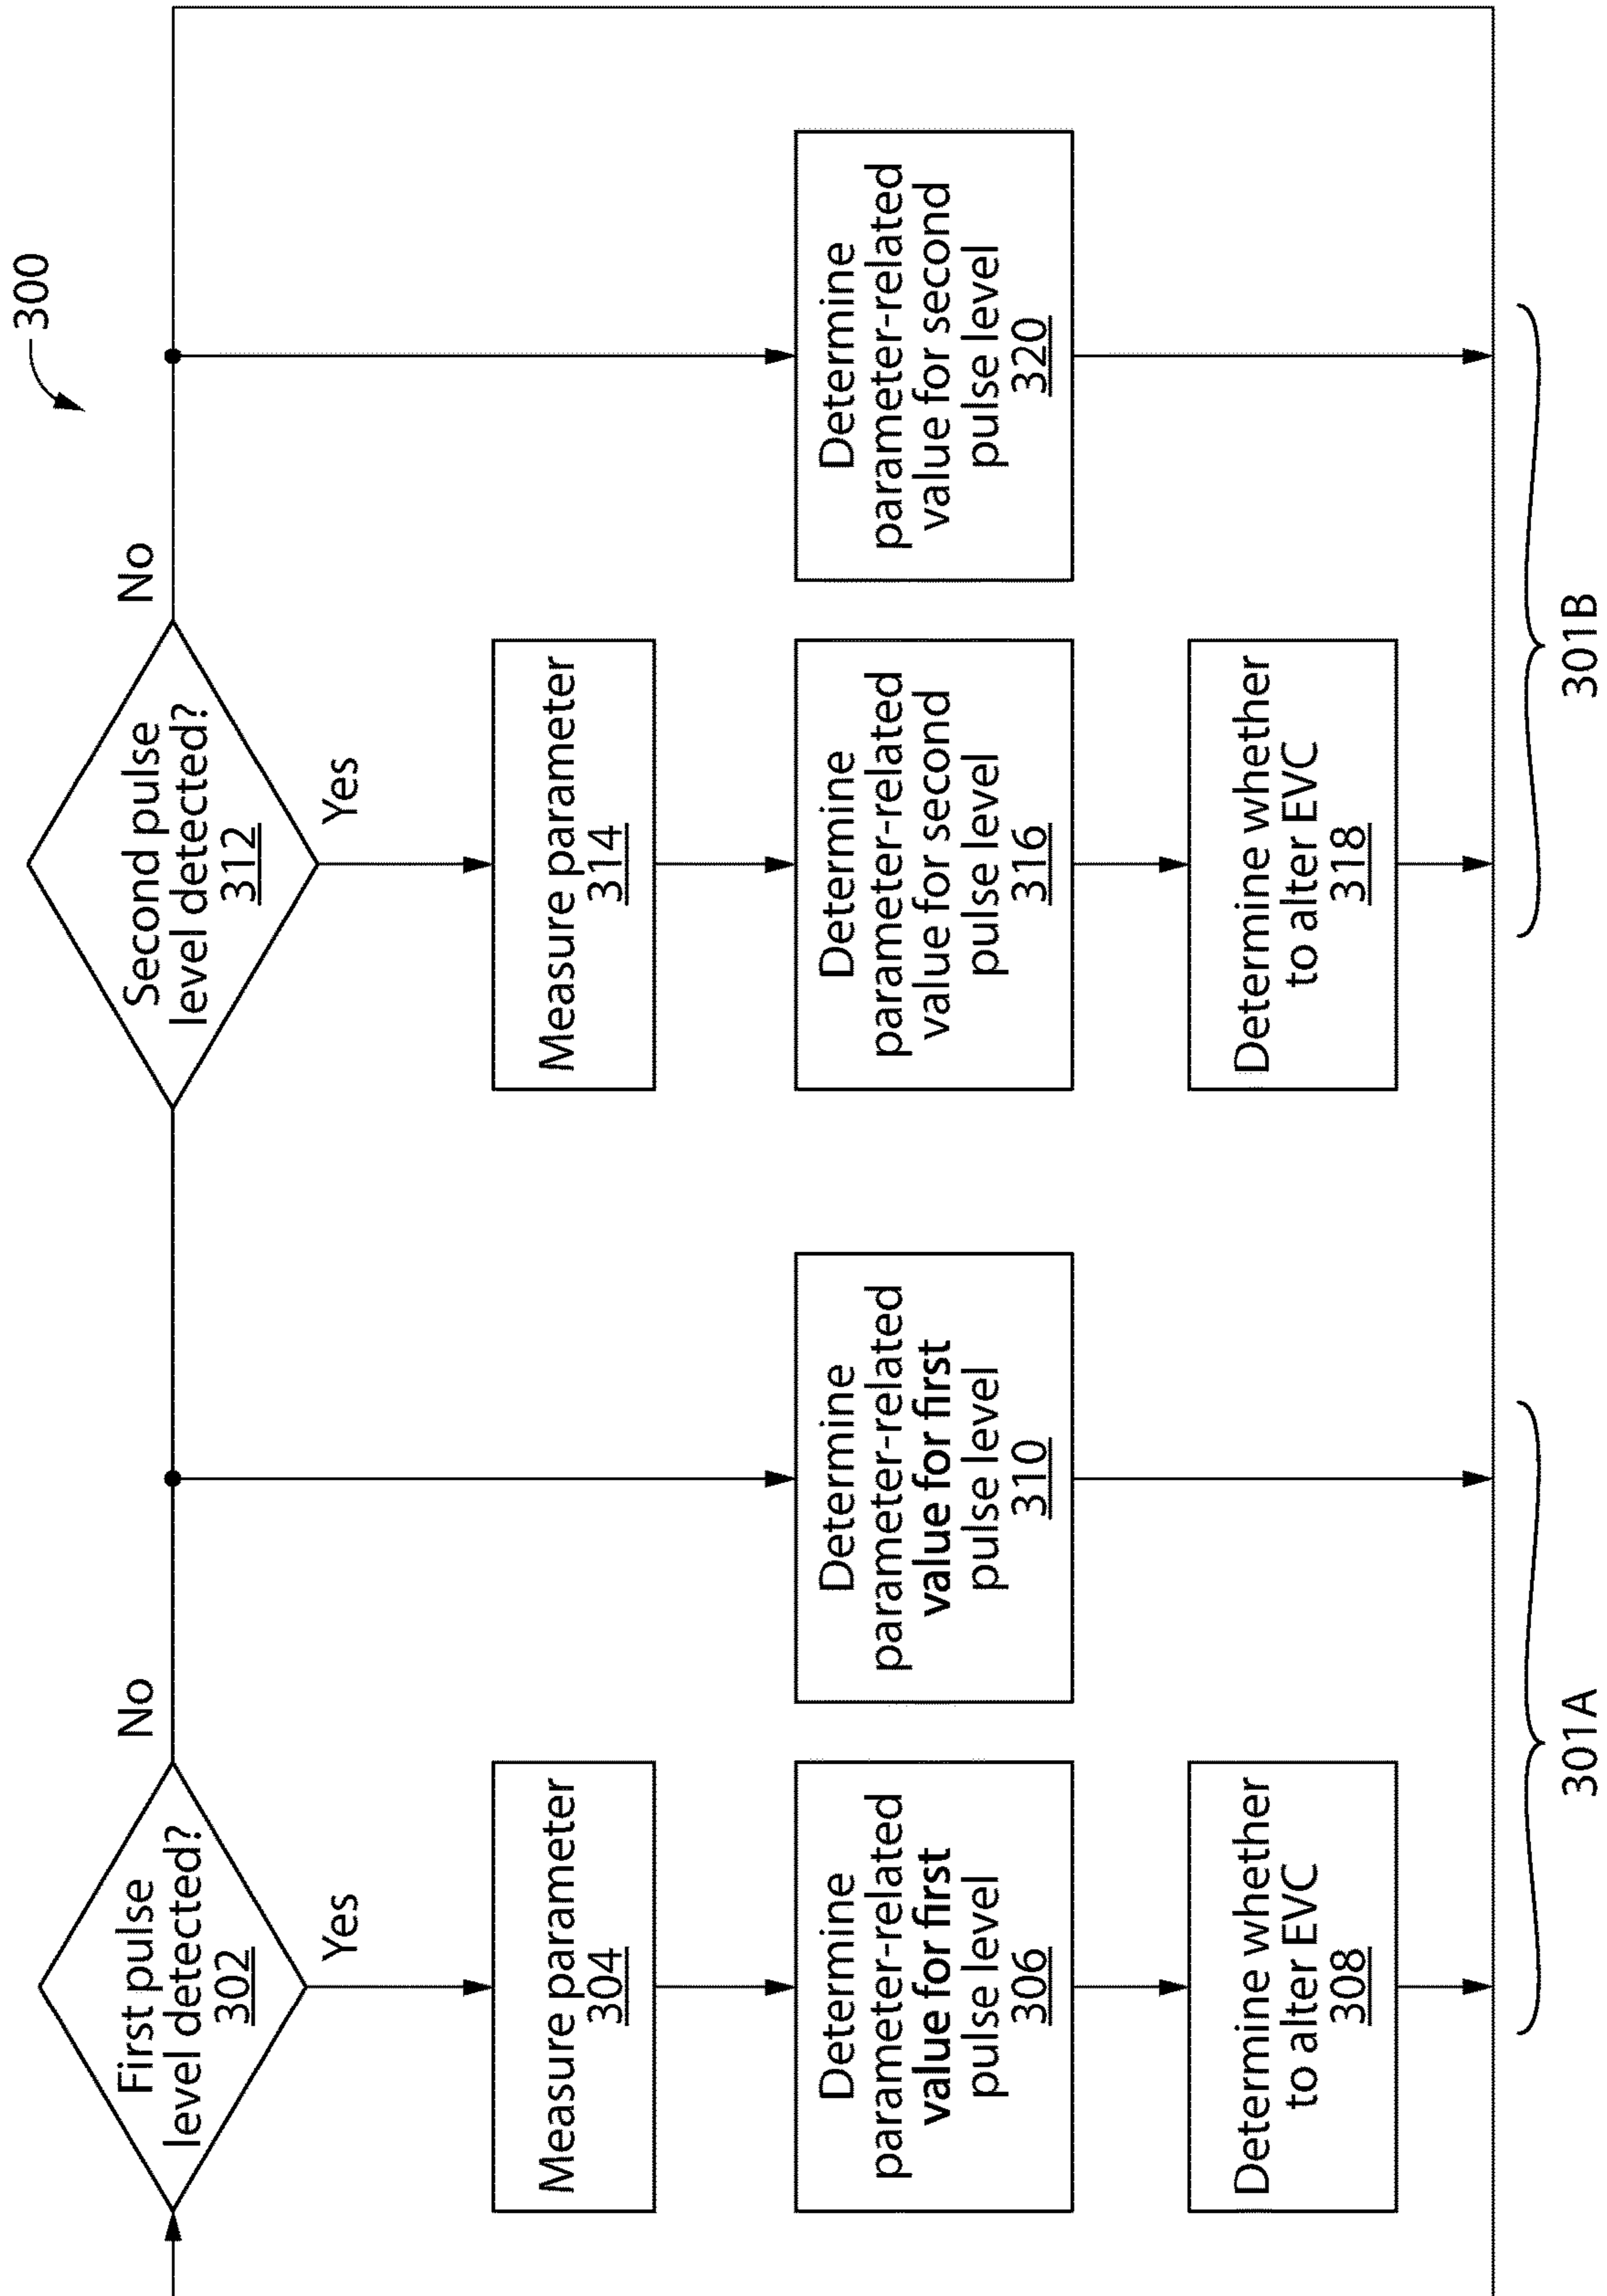 300
First pulse
level detected?
302
No
Yes
Measure parameter
304
Determine
parameter-related
value for first
pulse level
306
Determine whether
to alter EVC
308
Determine
parameter-related
value for first
pulse level
310
301A
Second pulse
level detected?
312
No
Yes
Measure parameter
314
Determine
parameter-related
value for second
pulse level
316
Determine whether
to alter EVC
318
Determine
parameter-related
value for second
pulse level
320
301B